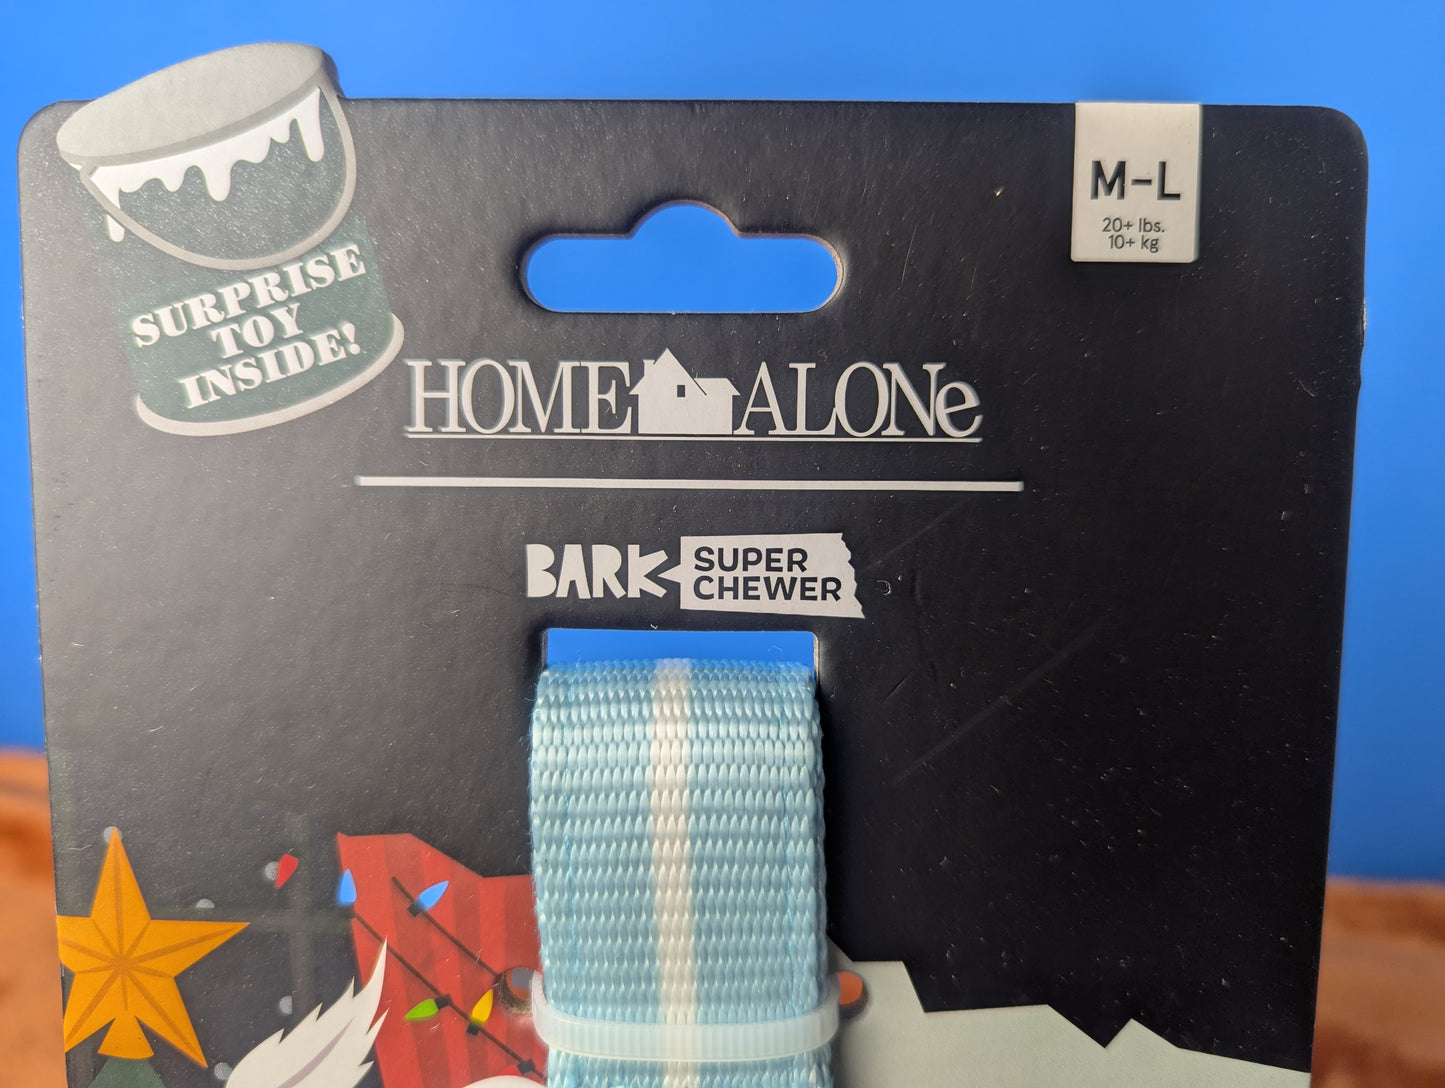 SURPRISE
TOY
INSIDE!
M-L
20+ lbs.
10+ kg
HOME ALONe
BARK SUPER
CHEWER